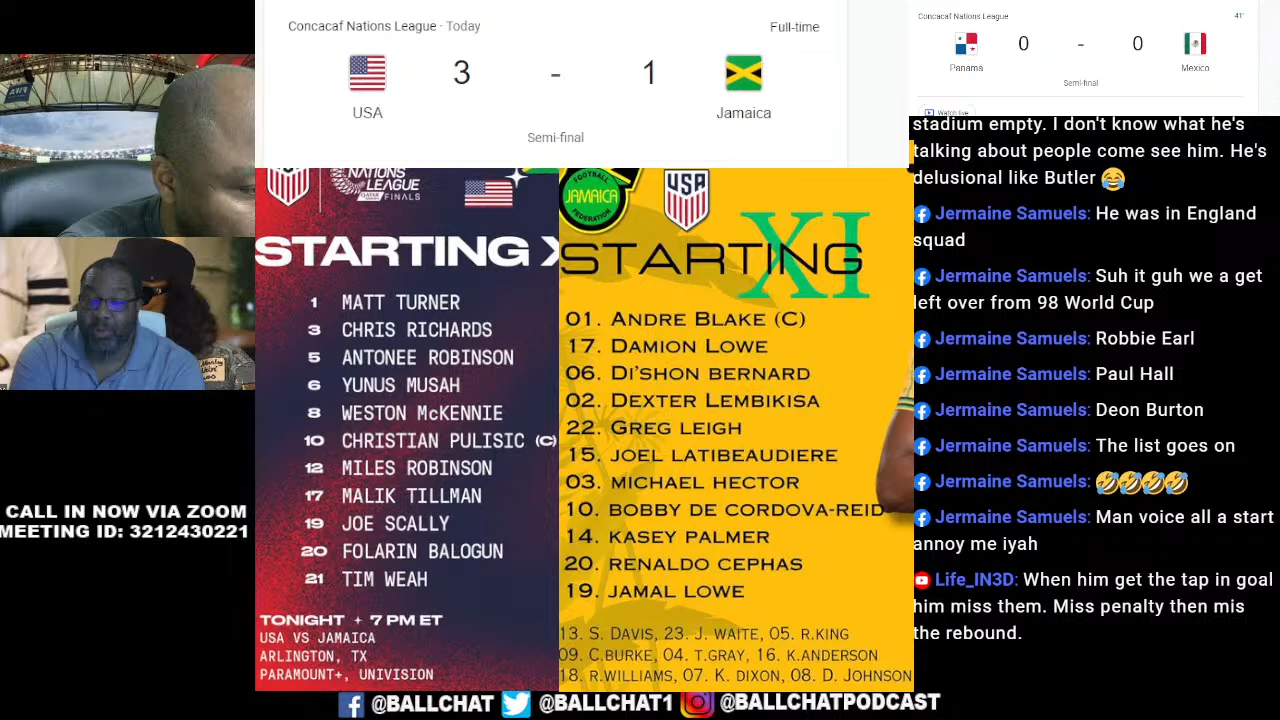 Concacaf Nations League · Today
Full-time
3 - 1
USA
Jamaica
Semi-final
Concacaf Nations League
41'
0 - 0
Panama
Mexico
Semi-final
Watch live
NATIONS
LEAGUE
FINALS
STARTING X
1 MATT TURNER
3 CHRIS RICHARDS
5 ANTONEE ROBINSON
6 YUNUS MUSAH
8 WESTON McKENNIE
10 CHRISTIAN PULISIC (C)
12 MILES ROBINSON
17 MALIK TILLMAN
19 JOE SCALLY
20 FOLARIN BALOGUN
21 TIM WEAH
TONIGHT + 7 PM ET
USA VS JAMAICA
ARLINGTON, TX
PARAMOUNT+, UNIVISION
FOOTBALL
JAMAICA
FEDERATION
USA
STARTING
XI
01. ANDRE BLAKE (C)
17. DAMION LOWE
06. DI'SHON BERNARD
02. DEXTER LEMBIKISA
22. GREG LEIGH
15. JOEL LATIBEAUDIERE
03. MICHAEL HECTOR
10. BOBBY DE CORDOVA-REID
14. KASEY PALMER
20. RENALDO CEPHAS
19. JAMAL LOWE
13. S. DAVIS, 23. J. WAITE, 05. R.KING
09. C.BURKE, 04. T.GRAY, 16. K.ANDERSON
18. R.WILLIAMS, 07. K. DIXON, 08. D. JOHNSON
stadium empty. I don't know what he's
talking about people come see him. He's
delusional like Butler 😂
Jermaine Samuels: He was in England
squad
Jermaine Samuels: Suh it guh we a get
left over from 98 World Cup
Jermaine Samuels: Robbie Earl
Jermaine Samuels: Paul Hall
Jermaine Samuels: Deon Burton
Jermaine Samuels: The list goes on
Jermaine Samuels: 🤣🤣🤣🤣
Jermaine Samuels: Man voice all a start
annoy me iyah
Life_IN3D: When him get the tap in goal
him miss them. Miss penalty then mis
the rebound.
CALL IN NOW VIA ZOOM
MEETING ID: 3212430221
@BALLCHAT @BALLCHAT1 @BALLCHATPODCAST